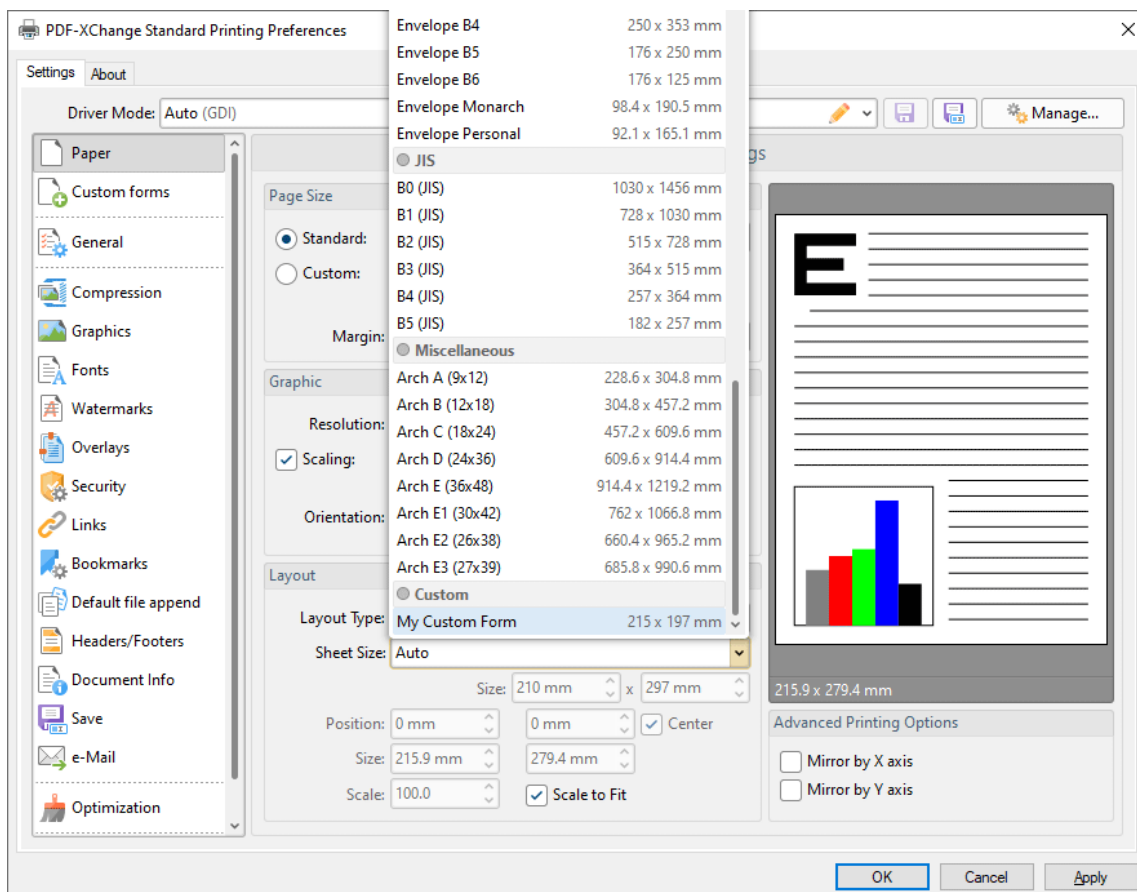 PDF-XChange Standard Printing Preferences
Settings
About
Driver Mode: Auto (GDI)
Manage...
Paper
Custom forms
General
Compression
Graphics
Fonts
Watermarks
Overlays
Security
Links
Bookmarks
Default file append
Headers/Footers
Document Info
Save
e-Mail
Optimization
Page Size
Standard:
Custom:
Margin:
Graphic
Resolution:
Scaling:
Orientation:
Layout
Layout Type:
Sheet Size: Auto
Size: 210 mm x 297 mm
Position: 0 mm 0 mm Center
Size: 215.9 mm 279.4 mm
Scale: 100.0 Scale to Fit
Envelope B4 250 x 353 mm
Envelope B5 176 x 250 mm
Envelope B6 176 x 125 mm
Envelope Monarch 98.4 x 190.5 mm
Envelope Personal 92.1 x 165.1 mm
JIS
B0 (JIS) 1030 x 1456 mm
B1 (JIS) 728 x 1030 mm
B2 (JIS) 515 x 728 mm
B3 (JIS) 364 x 515 mm
B4 (JIS) 257 x 364 mm
B5 (JIS) 182 x 257 mm
Miscellaneous
Arch A (9x12) 228.6 x 304.8 mm
Arch B (12x18) 304.8 x 457.2 mm
Arch C (18x24) 457.2 x 609.6 mm
Arch D (24x36) 609.6 x 914.4 mm
Arch E (36x48) 914.4 x 1219.2 mm
Arch E1 (30x42) 762 x 1066.8 mm
Arch E2 (26x38) 660.4 x 965.2 mm
Arch E3 (27x39) 685.8 x 990.6 mm
Custom
My Custom Form 215 x 197 mm
E
215.9 x 279.4 mm
Advanced Printing Options
Mirror by X axis
Mirror by Y axis
OK
Cancel
Apply